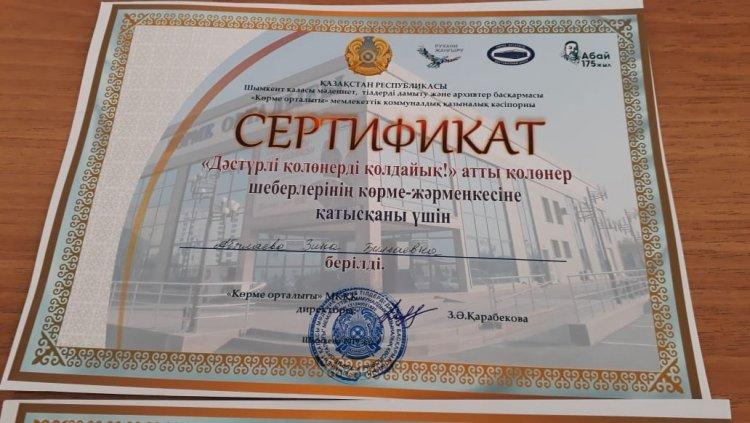 РУХАНИ
ЖАҢҒЫРУ
Абай
175 жыл
ҚАЗАҚСТАН РЕСПУБЛИКАСЫ
Шымкент қаласы мәдениет, тілдерді дамыту және архивтер басқармасы
«Көрме орталығы» мемлекеттік коммуналдық қазыналық кәсіпорны
СЕРТИФИКАТ
«Дәстүрлі қолөнерді қолдайық!» атты қолөнер
шеберлерінің көрме-жәрмеңкесіне
қатысқаны үшін
Зина
берілді.
«Көрме орталығы» МКҚК
директоры
З.Ә.Қарабекова